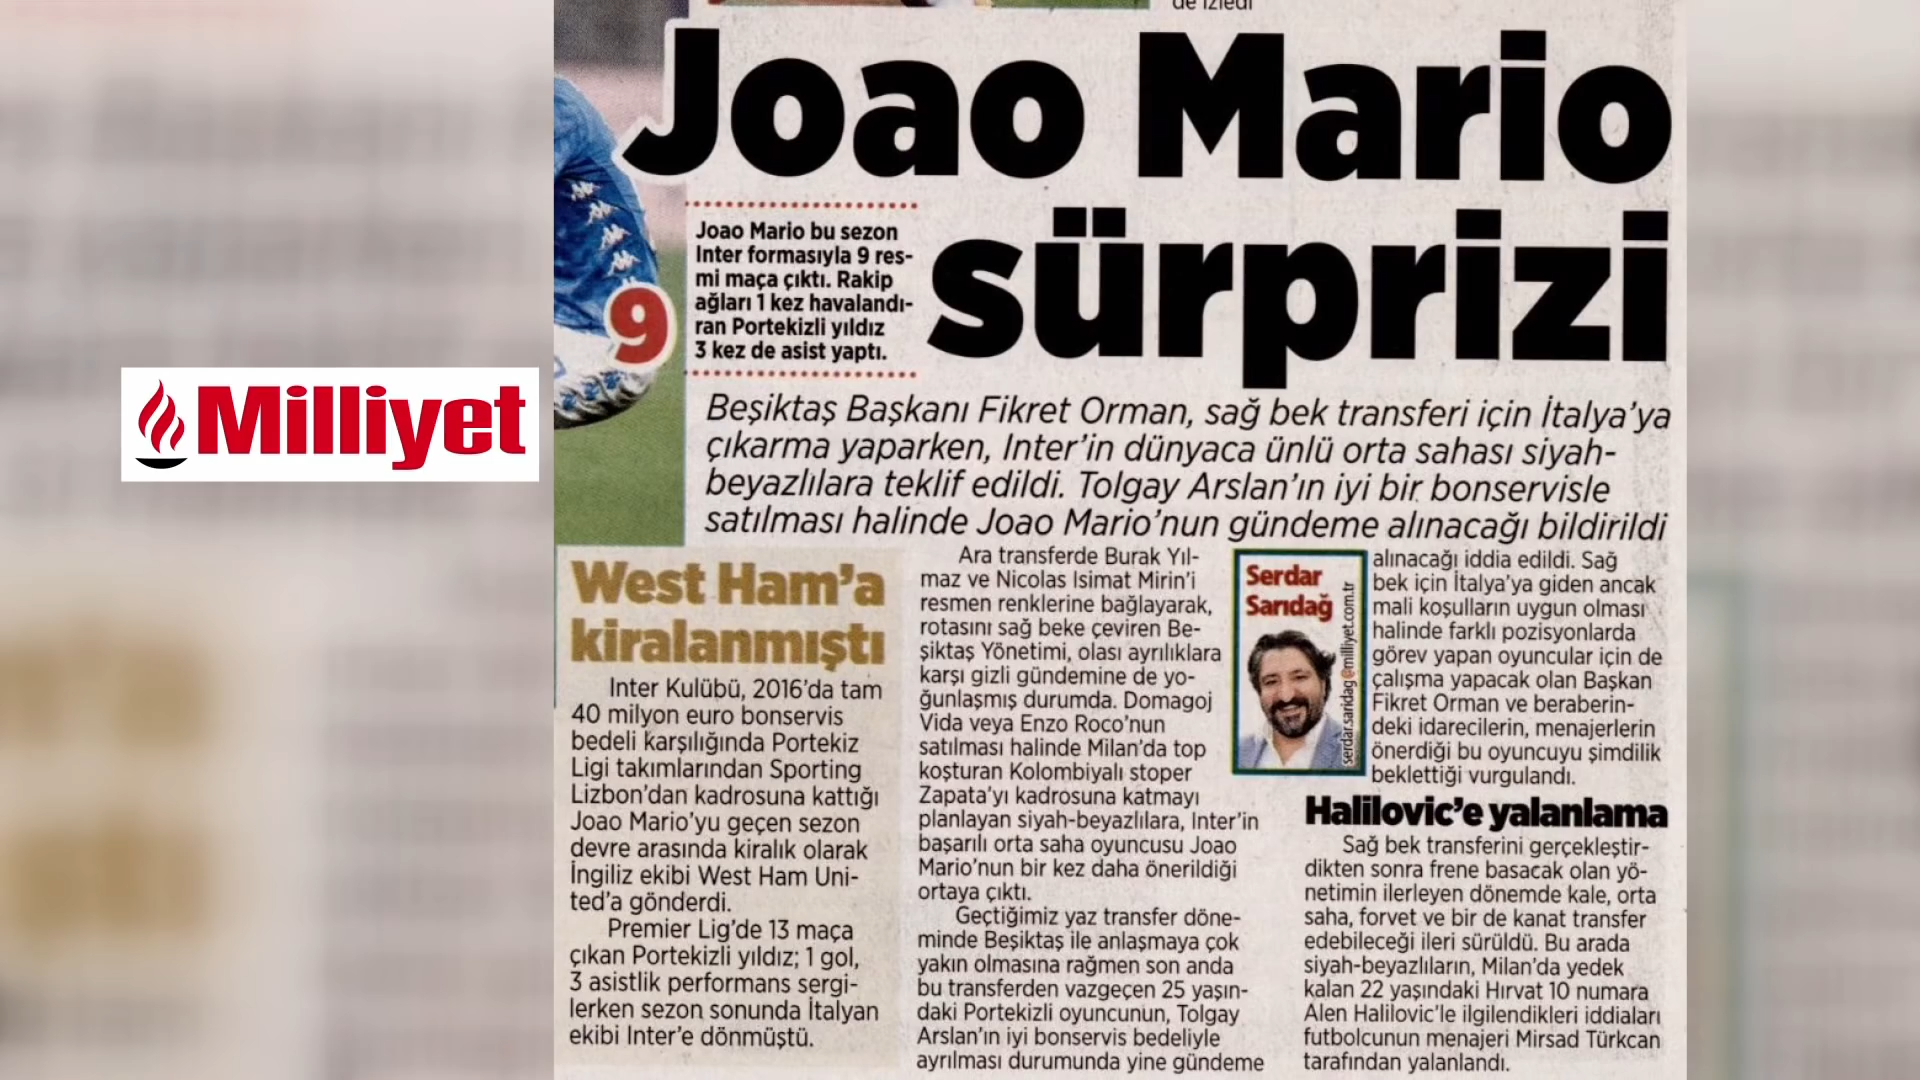 de izledi
Joao Mario
sürprizi
Joao Mario bu sezon
Inter formasıyla 9 res-
mi maça çıktı. Rakip
ağları 1 kez havalandı-
ran Portekizli yıldız
3 kez de asist yaptı.
9
Milliyet
Beşiktaş Başkanı Fikret Orman, sağ bek transferi için İtalya'ya
çıkarma yaparken, Inter'in dünyaca ünlü orta sahası siyah-
beyazlılara teklif edildi. Tolgay Arslan'ın iyi bir bonservisle
satılması halinde Joao Mario'nun gündeme alınacağı bildirildi
West Ham'a
kiralanmıştı
Inter Kulübü, 2016'da tam
40 milyon euro bonservis
bedeli karşılığında Portekiz
Ligi takımlarından Sporting
Lizbon'dan kadrosuna kattığı
Joao Mario'yu geçen sezon
devre arasında kiralık olarak
İngiliz ekibi West Ham Uni-
ted'a gönderdi.
Premier Lig'de 13 maça
çıkan Portekizli yıldız; 1 gol,
3 asistlik performans sergi-
lerken sezon sonunda İtalyan
ekibi Inter'e dönmüştü.
Ara transferde Burak Yıl-
maz ve Nicolas Isimat Mirin'i
resmen renklerine bağlayarak,
rotasını sağ beke çeviren Be-
şiktaş Yönetimi, olası ayrılıklara
karşı gizli gündemine de yo-
ğunlaşmış durumda. Domagoj
Vida veya Enzo Roco'nun
satılması halinde Milan'da top
koşturan Kolombiyalı stoper
Zapata'yı kadrosuna katmayı
planlayan siyah-beyazlılara, Inter'in
başarılı orta saha oyuncusu Joao
Mario'nun bir kez daha önerildiği
ortaya çıktı.
Geçtiğimiz yaz transfer döne-
minde Beşiktaş ile anlaşmaya çok
yakın olmasına rağmen son anda
bu transferden vazgeçen 25 yaşın-
daki Portekizli oyuncunun, Tolgay
Arslan'ın iyi bonservis bedeliyle
ayrılması durumunda yine gündeme
Serdar
Sarıdağ
serdar.saridag@milliyet.com.tr
alınacağı iddia edildi. Sağ
bek için İtalya'ya giden ancak
mali koşulların uygun olması
halinde farklı pozisyonlarda
görev yapan oyuncular için de
çalışma yapacak olan Başkan
Fikret Orman ve beraberin-
deki idarecilerin, menajerlerin
önerdiği bu oyuncuyu şimdilik
beklettiği vurgulandı.
Halilovic'e yalanlama
Sağ bek transferini gerçekleştir-
dikten sonra frene basacak olan yö-
netimin ilerleyen dönemde kale, orta
saha, forvet ve bir de kanat transfer
edebileceği ileri sürüldü. Bu arada
siyah-beyazlıların, Milan'da yedek
kalan 22 yaşındaki Hırvat 10 numara
Alen Halilovic'le ilgilendikleri iddiaları
futbolcunun menajeri Mirsad Türkcan
tarafından yalanlandı.